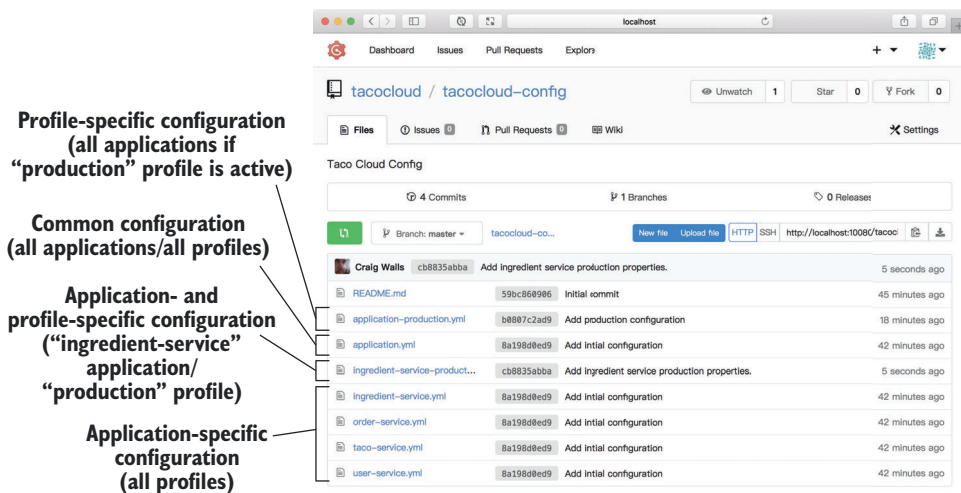 localhost
Dashboard Issues Pull Requests Explore
tacocloud / tacocloud-config
Unwatch 1 Star 0 Fork 0
Files Issues 0 Pull Requests 0 Wiki Settings
Taco Cloud Config
4 Commits 1 Branches 0 Releases
Branch: master tacocloud-co... New file Upload file HTTP SSH http://localhost:10080/tacocl
Craig Walls cb8835abba Add ingredient service production properties. 5 seconds ago
README.md 59bc860906 Initial commit 45 minutes ago
application-production.yml b0807c2ad9 Add production configuration 18 minutes ago
application.yml 8a198d0ed9 Add intial configuration 42 minutes ago
ingredient-service-product... cb8835abba Add ingredient service production properties. 5 seconds ago
ingredient-service.yml 8a198d0ed9 Add intial configuration 42 minutes ago
order-service.yml 8a198d0ed9 Add intial configuration 42 minutes ago
taco-service.yml 8a198d0ed9 Add intial configuration 42 minutes ago
user-service.yml 8a198d0ed9 Add intial configuration 42 minutes ago
Profile-specific configuration
(all applications if
“production” profile is active)
Common configuration
(all applications/all profiles)
Application- and
profile-specific configuration
(“ingredient-service”
application/
“production” profile)
Application-specific
configuration
(all profiles)